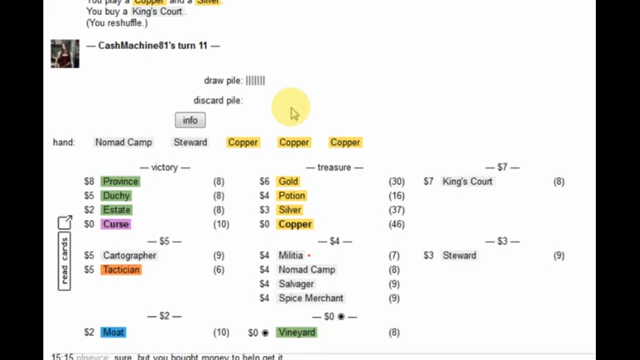 You play a Copper and a Silver.
You buy a King's Court.
(You reshuffle.)
— CashMachine81's turn 11 —
draw pile: |||||||
discard pile:
info
hand: Nomad Camp Steward Copper Copper Copper
— victory — — treasure — — $7 —
$8 Province (8) $6 Gold (30) $7 King's Court (8)
$5 Duchy (8) $4 Potion (16)
$2 Estate (8) $3 Silver (37)
$0 Curse (10) $0 Copper (46)
read cards
— $5 — — $4 — — $3 —
$5 Cartographer (9) $4 Militia (7) $3 Steward (9)
$5 Tactician (6) $4 Nomad Camp (8)
$4 Salvager (9)
$4 Spice Merchant (9)
— $2 — — $0 ◉ —
$2 Moat (10) $0 ◉ Vineyard (8)
15:15 olneyce: sure, but you bought money to help get it